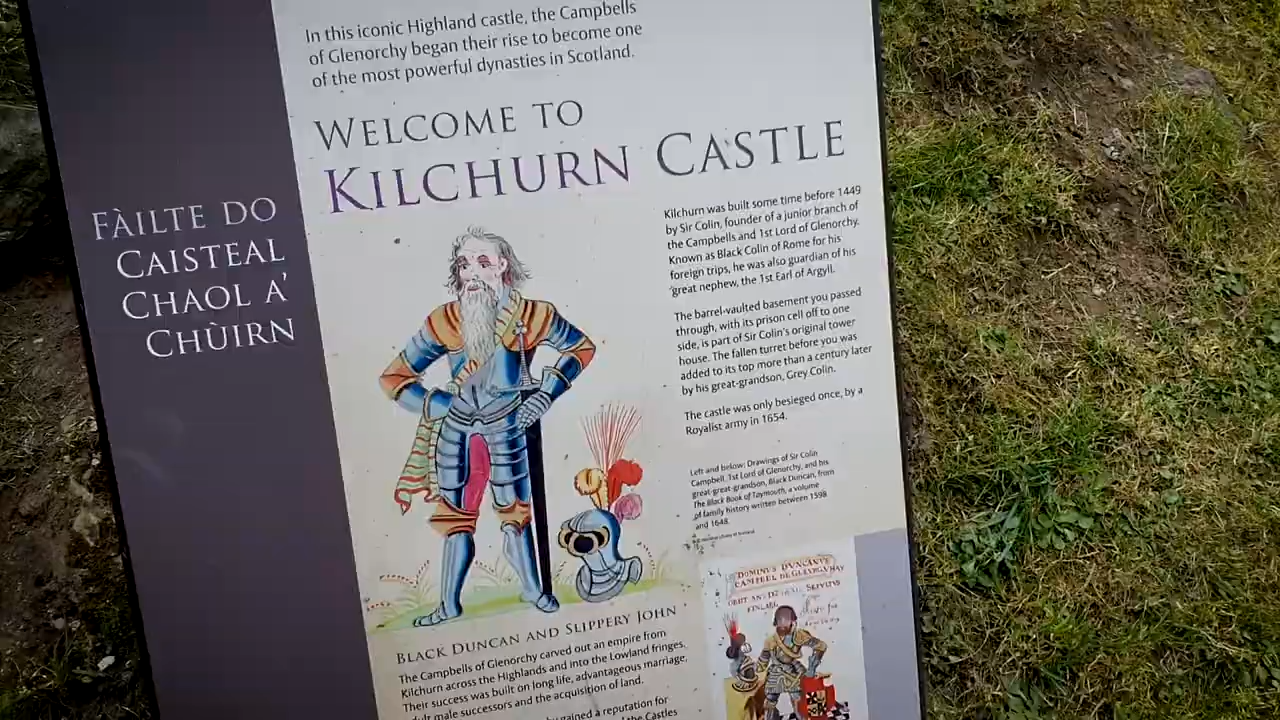 In this iconic Highland castle, the Campbells
of Glenorchy began their rise to become one
of the most powerful dynasties in Scotland.
WELCOME TO
KILCHURN CASTLE
FÀILTE DO
CAISTEAL
CHAOL A'
CHÙIRN
Kilchurn was built some time before 1449
by Sir Colin, founder of a junior branch of
the Campbells and 1st Lord of Glenorchy.
Known as Black Colin of Rome for his
foreign trips, he was also guardian of his
great nephew, the 1st Earl of Argyll.
The barrel-vaulted basement you passed
through, with its prison cell off to one
side, is part of Sir Colin's original tower
house. The fallen turret before you was
added to its top more than a century later
by his great-grandson, Grey Colin.
The castle was only besieged once, by a
Royalist army in 1654.
Left and below: Drawings of Sir Colin
Campbell, 1st Lord of Glenorchy, and his
great-great-grandson, Black Duncan, from
The Black Book of Taymouth, a volume
of family history written between 1598
and 1648.
DOMINUS DUNCANUS
CAMPBEL DE GLENURQUHAY
BLACK DUNCAN AND SLIPPERY JOHN
The Campbells of Glenorchy carved out an empire from
Kilchurn across the Highlands and into the Lowland fringes.
Their success was built on long life, advantageous marriage,
adult male successors and the acquisition of land.
gained a reputation for
the Castles